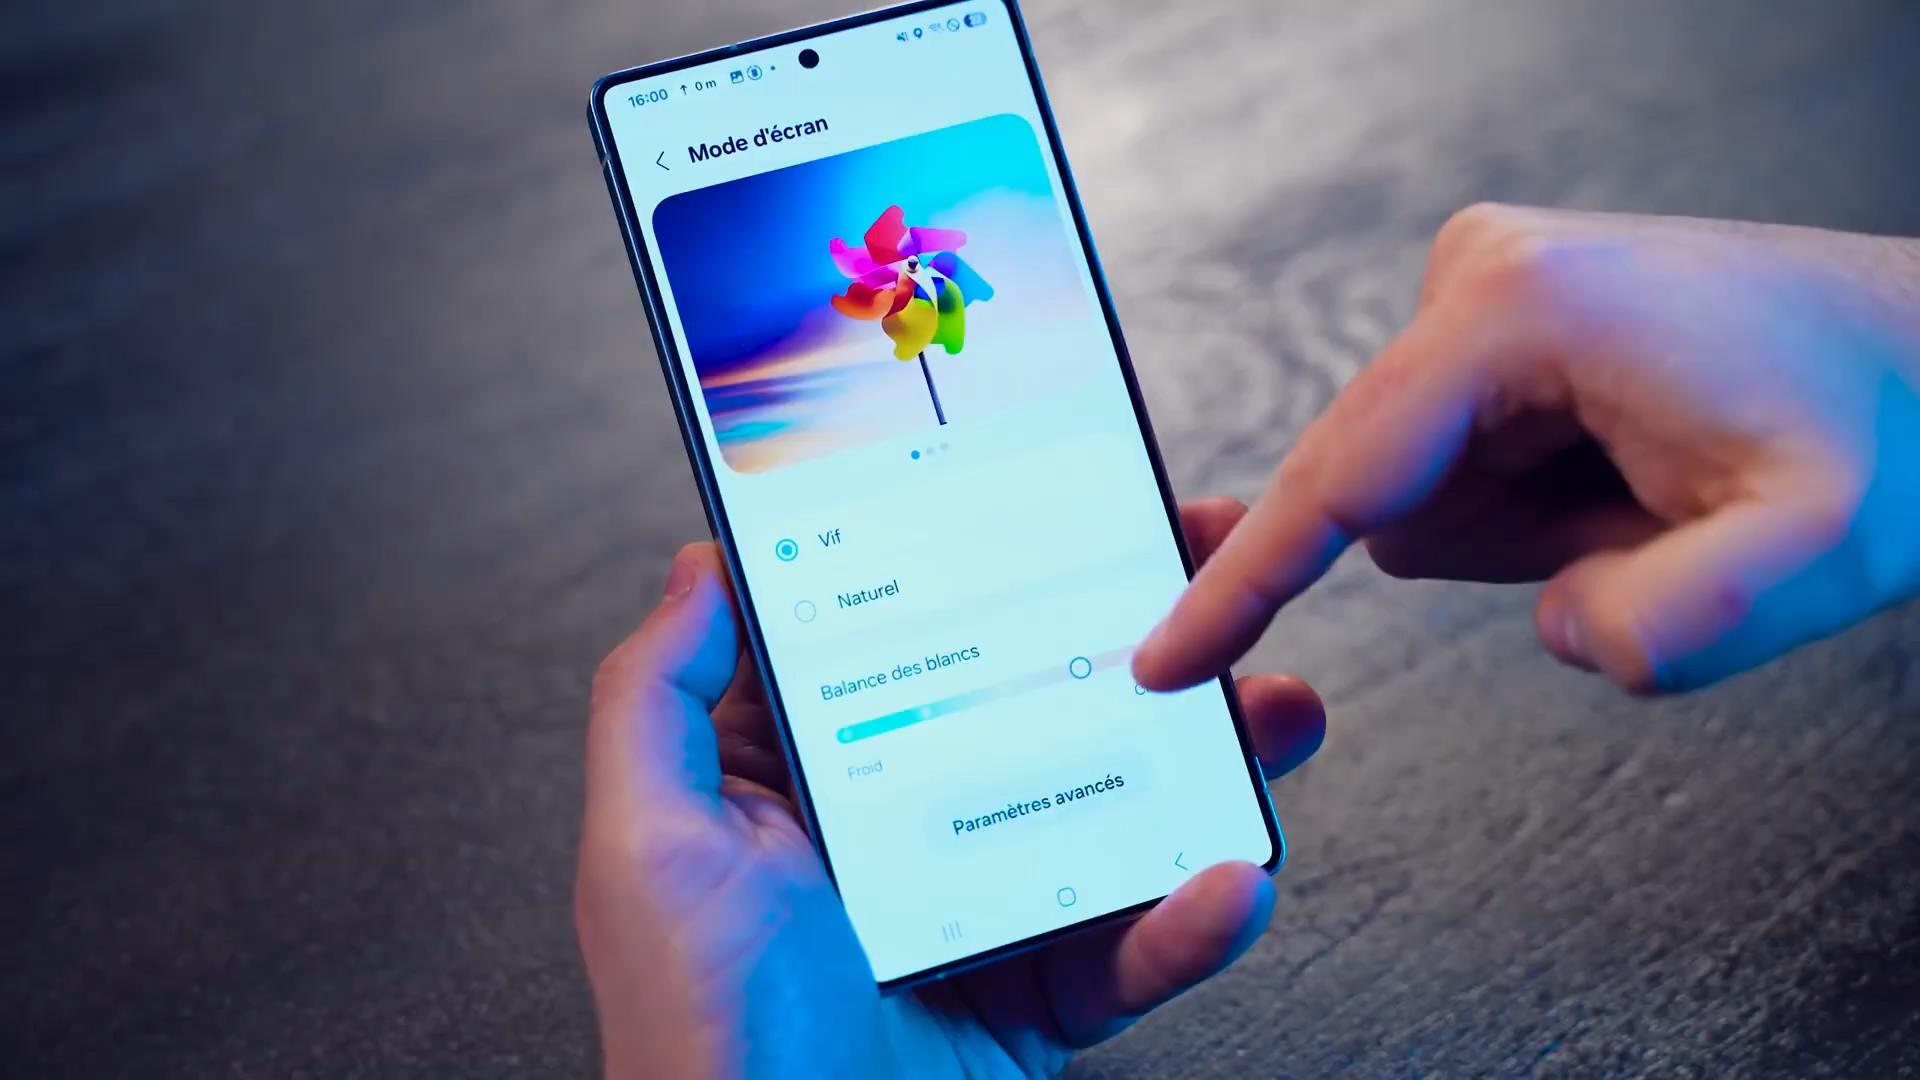 16:00 ↑ 0 m
Mode d'écran
Vif
Naturel
Balance des blancs
Froid
Paramètres avancés